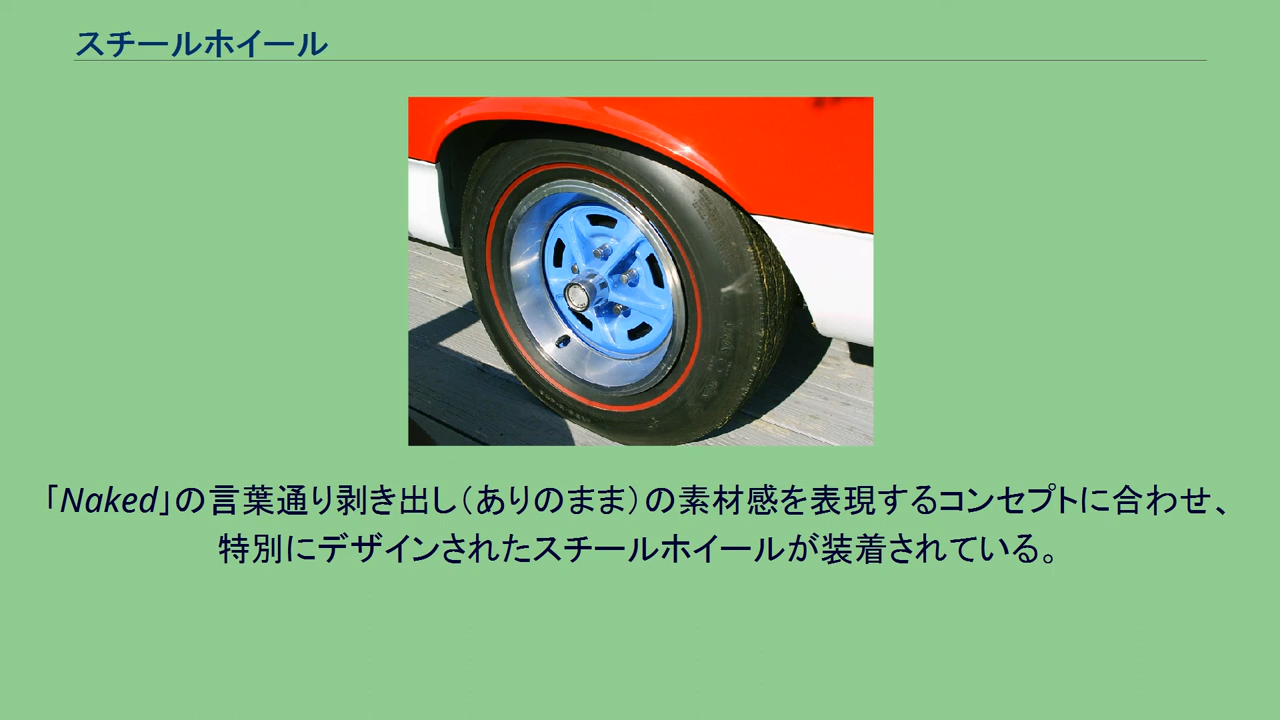 スチールホイール
「Naked」の言葉通り剥き出し(ありのまま)の素材感を表現するコンセプトに合わせ、
特別にデザインされたスチールホイールが装着されている。